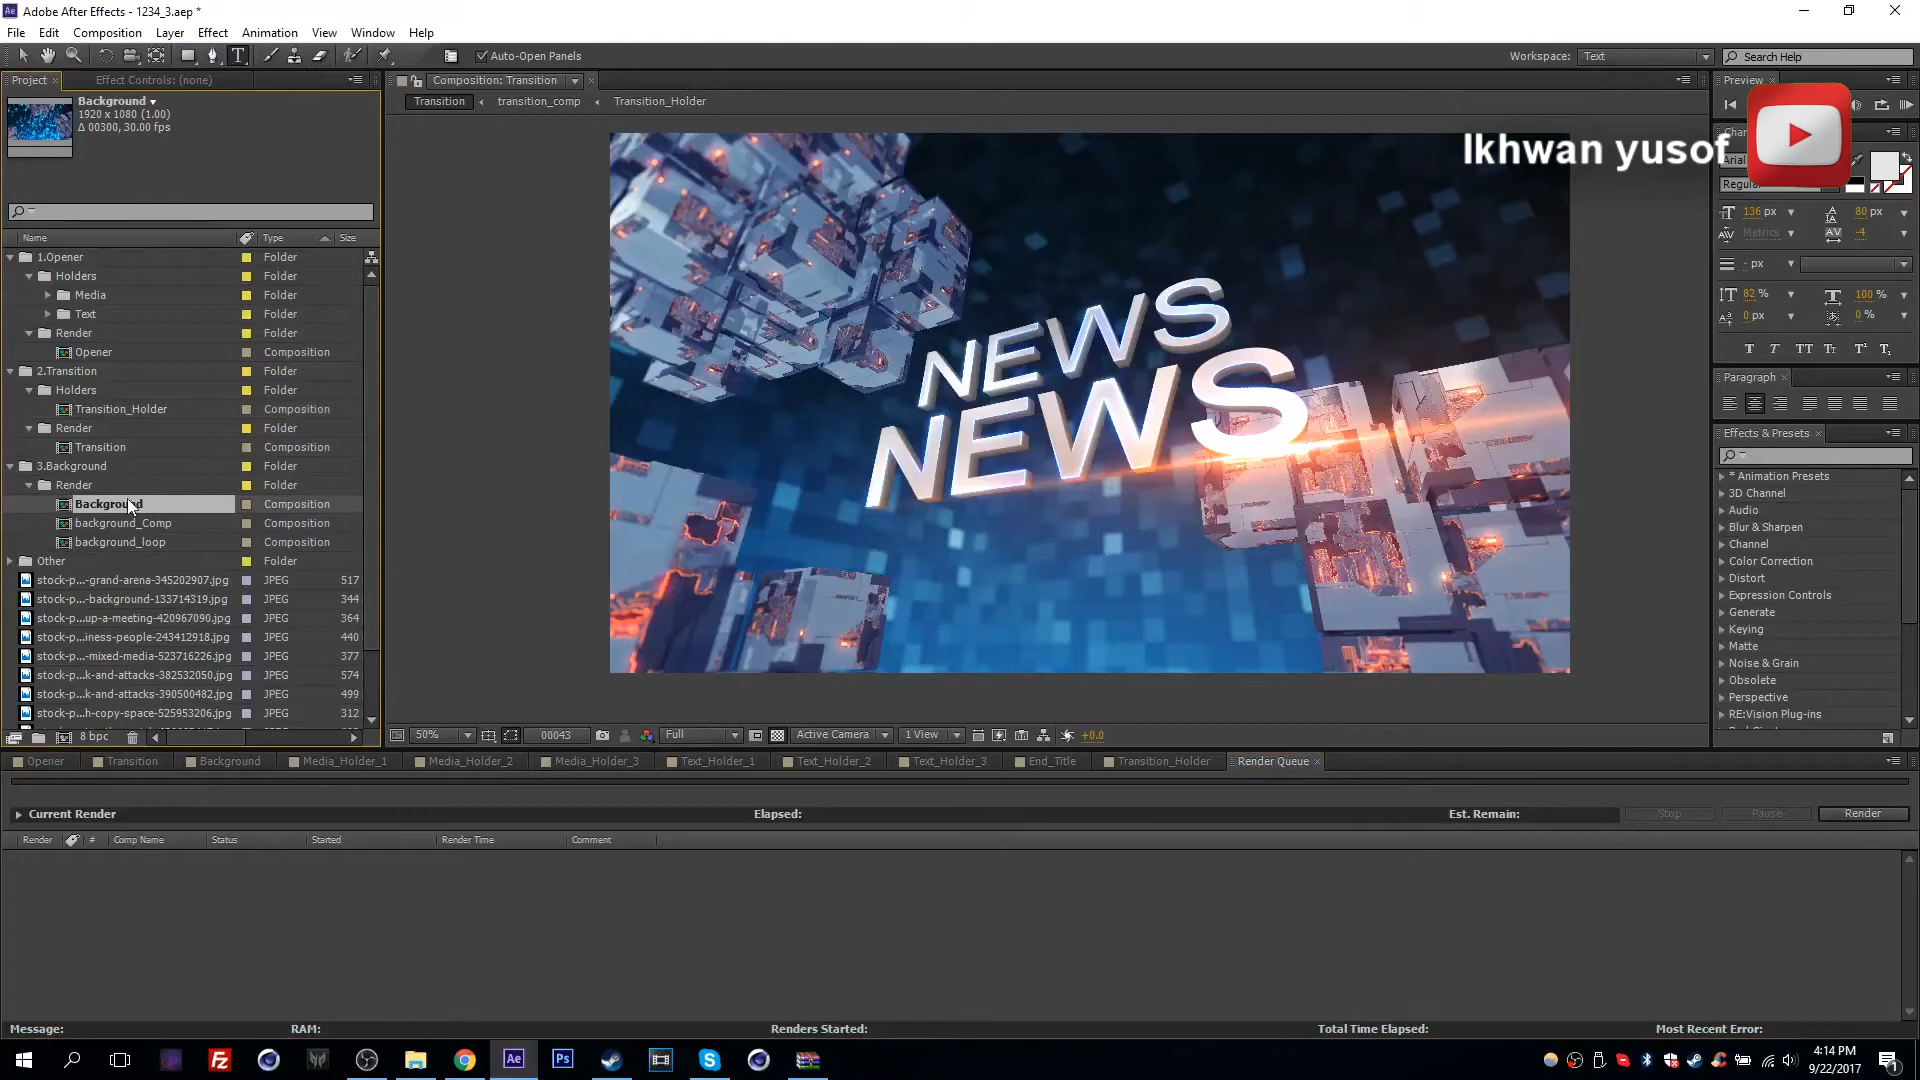 Adobe After Effects - 1234_3.aep *
File Edit Composition Layer Effect Animation View Window Help
Auto-Open Panels
Workspace: Text
Search Help
Project
Effect Controls: (none)
Composition: Transition
Preview
Background
1920 x 1080 (1.00)
Δ 00300, 30.00 fps
Transition transition_comp Transition_Holder
Ikhwan yusof
Arial
Regular
136 px 80 px
Metrics -4
- px
82 % 100 %
0 px 0 %
T T TT TT T¹ T₁
Paragraph
Effects & Presets
* Animation Presets
3D Channel
Audio
Blur & Sharpen
Channel
Color Correction
Distort
Expression Controls
Generate
Keying
Matte
Noise & Grain
Obsolete
Perspective
RE:Vision Plug-ins
Name Type Size
1.Opener Folder
Holders Folder
Media Folder
Text Folder
Render Folder
Opener Composition
2.Transition Folder
Holders Folder
Transition_Holder Composition
Render Folder
Transition Composition
3.Background Folder
Render Folder
Background Composition
background_Comp Composition
background_loop Composition
Other Folder
stock-p...-grand-arena-345202907.jpg JPEG 517
stock-p...-background-133714319.jpg JPEG 344
stock-p...up-a-meeting-420967090.jpg JPEG 364
stock-p...iness-people-243412918.jpg JPEG 440
stock-p...-mixed-media-523716226.jpg JPEG 377
stock-p...k-and-attacks-382532050.jpg JPEG 574
stock-p...k-and-attacks-390500482.jpg JPEG 499
stock-p...h-copy-space-525953206.jpg JPEG 312
8 bpc
NEWS
NEWS
50% 00043 Full Active Camera 1 View +0.0
Opener Transition Background Media_Holder_1 Media_Holder_2 Media_Holder_3 Text_Holder_1 Text_Holder_2 Text_Holder_3 End_Title Transition_Holder Render Queue
Current Render Elapsed: Est. Remain: Stop Pause Render
Render # Comp Name Status Started Render Time Comment
Message: RAM: Renders Started: Total Time Elapsed: Most Recent Error:
Fz Ae Ps
4:14 PM
9/22/2017
1